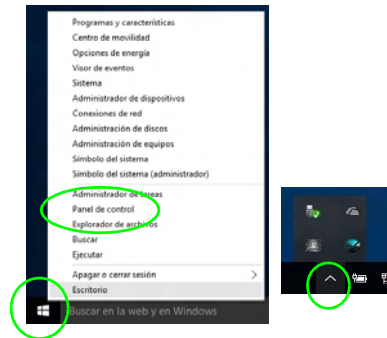 Programas y características
Centro de movilidad
Opciones de energía
Visor de eventos
Sistema
Administrador de dispositivos
Conexiones de red
Administración de discos
Administración de equipos
Símbolo del sistema
Símbolo del sistema (administrador)
Administrador de tareas
Panel de control
Explorador de archivos
Buscar
Ejecutar
Apagar o cerrar sesión
Escritorio
Buscar en la web y en Windows